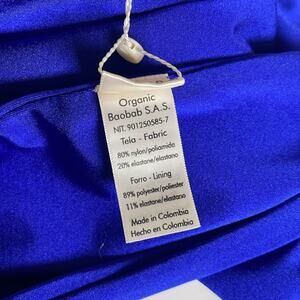 Organic
Baobab S.A.S.
NIT. 901250585-7
Tela - Fabric
80% nylon/poliamida
20% elastane/elastano
Forro - Lining
89% polyester/poliester
11% elastane/elastano
Made in Colombia
Hecho en Colombia